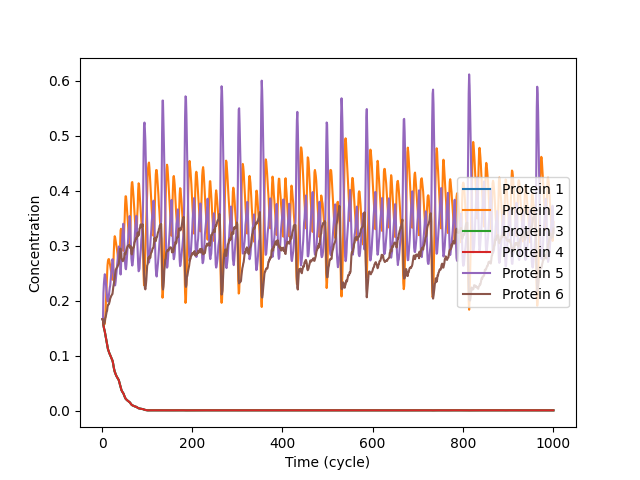 0.6
0.5
0.4
0.3
0.2
0.1
0.0
Concentration
0
200
400
600
800
1000
Time (cycle)
Protein 1
Protein 2
Protein 3
Protein 4
Protein 5
Protein 6